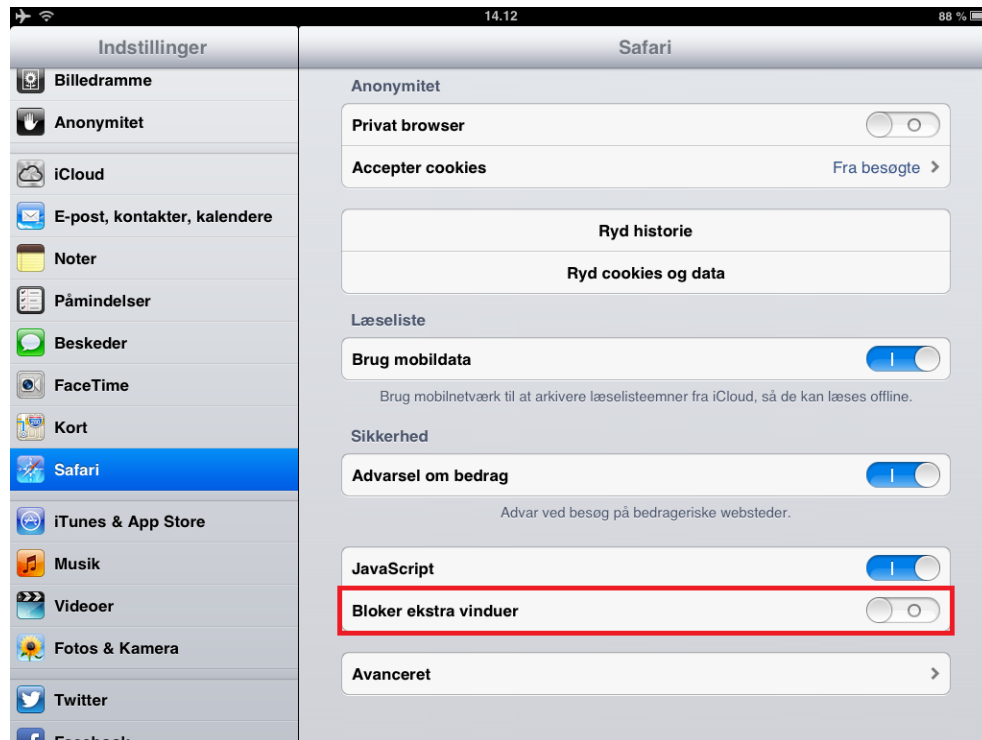 14.12
88 %
Indstillinger
Billedramme
Anonymitet
iCloud
E-post, kontakter, kalendere
Noter
Påmindelser
Beskeder
FaceTime
Kort
Safari
iTunes & App Store
Musik
Videoer
Fotos & Kamera
Twitter
Facebook
Safari
Anonymitet
Privat browser
Accepter cookies Fra besøgte
Ryd historie
Ryd cookies og data
Læseliste
Brug mobildata
Brug mobilnetværk til at arkivere læselisteemner fra iCloud, så de kan læses offline.
Sikkerhed
Advarsel om bedrag
Advar ved besøg på bedrageriske websteder.
JavaScript
Bloker ekstra vinduer
Avanceret